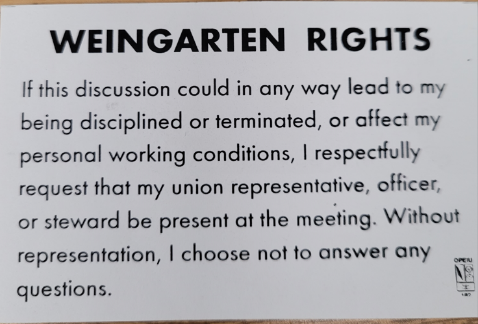 WEINGARTEN RIGHTS
If this discussion could in any way lead to my
being disciplined or terminated, or affect my
personal working conditions, I respectfully
request that my union representative, officer,
or steward be present at the meeting. Without
representation, I choose not to answer any
questions.